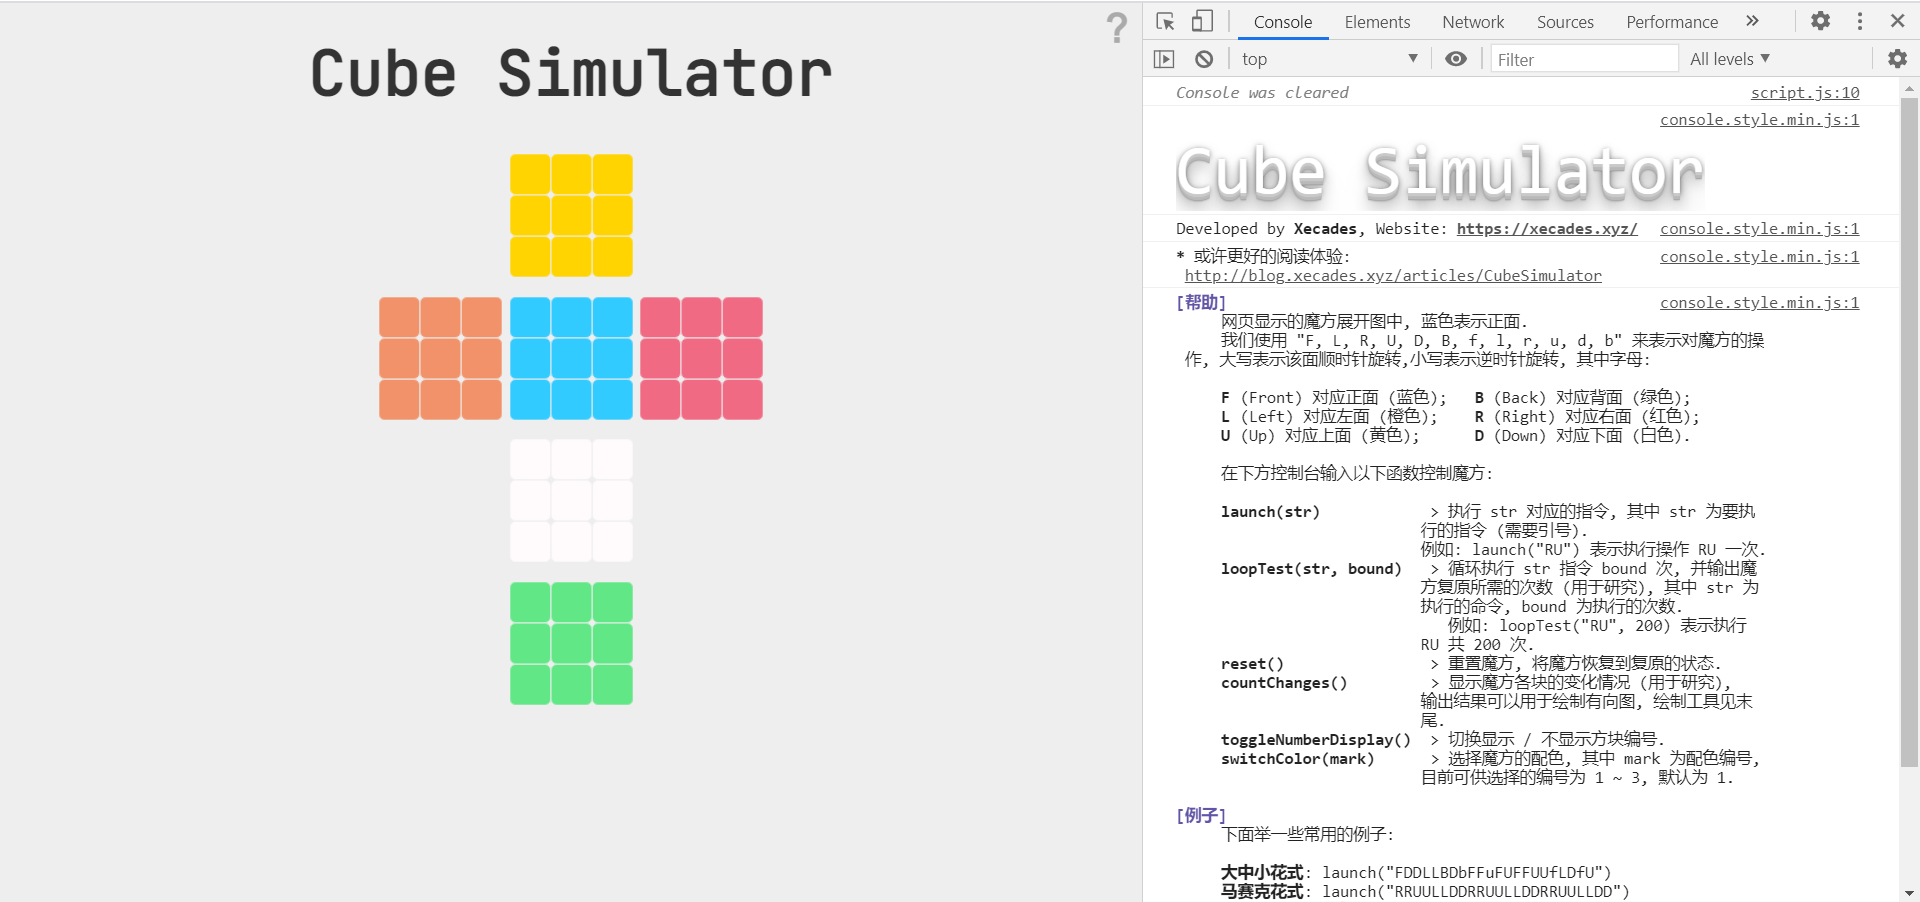 ?
Cube Simulator
Console Elements Network Sources Performance »
top ▼ Filter All levels ▼
Console was cleared script.js:10
console.style.min.js:1
Cube Simulator
Developed by Xecades, Website: https://xecades.xyz/ console.style.min.js:1
* 或许更好的阅读体验: console.style.min.js:1
http://blog.xecades.xyz/articles/CubeSimulator
[帮助] console.style.min.js:1
网页显示的魔方展开图中, 蓝色表示正面.
我们使用 "F, L, R, U, D, B, f, l, r, u, d, b" 来表示对魔方的操
作, 大写表示该面顺时针旋转,小写表示逆时针旋转, 其中字母:
F (Front) 对应正面 (蓝色); B (Back) 对应背面 (绿色);
L (Left) 对应左面 (橙色); R (Right) 对应右面 (红色);
U (Up) 对应上面 (黄色); D (Down) 对应下面 (白色).
在下方控制台输入以下函数控制魔方:
launch(str) > 执行 str 对应的指令, 其中 str 为要执
行的指令 (需要引号).
例如: launch("RU") 表示执行操作 RU 一次.
loopTest(str, bound) > 循环执行 str 指令 bound 次, 并输出魔
方复原所需的次数 (用于研究), 其中 str 为
执行的命令, bound 为执行的次数.
例如: loopTest("RU", 200) 表示执行
RU 共 200 次.
reset() > 重置魔方, 将魔方恢复到复原的状态.
countChanges() > 显示魔方各块的变化情况 (用于研究),
输出结果可以用于绘制有向图, 绘制工具见末
尾.
toggleNumberDisplay() > 切换显示 / 不显示方块编号.
switchColor(mark) > 选择魔方的配色, 其中 mark 为配色编号,
目前可供选择的编号为 1 ~ 3, 默认为 1.
[例子]
下面举一些常用的例子:
大中小花式: launch("FDDLLBDbFFuFUFFUUfLDfU")
马赛克花式: launch("RRUULLDDRRUULLDDRRUULLDD")